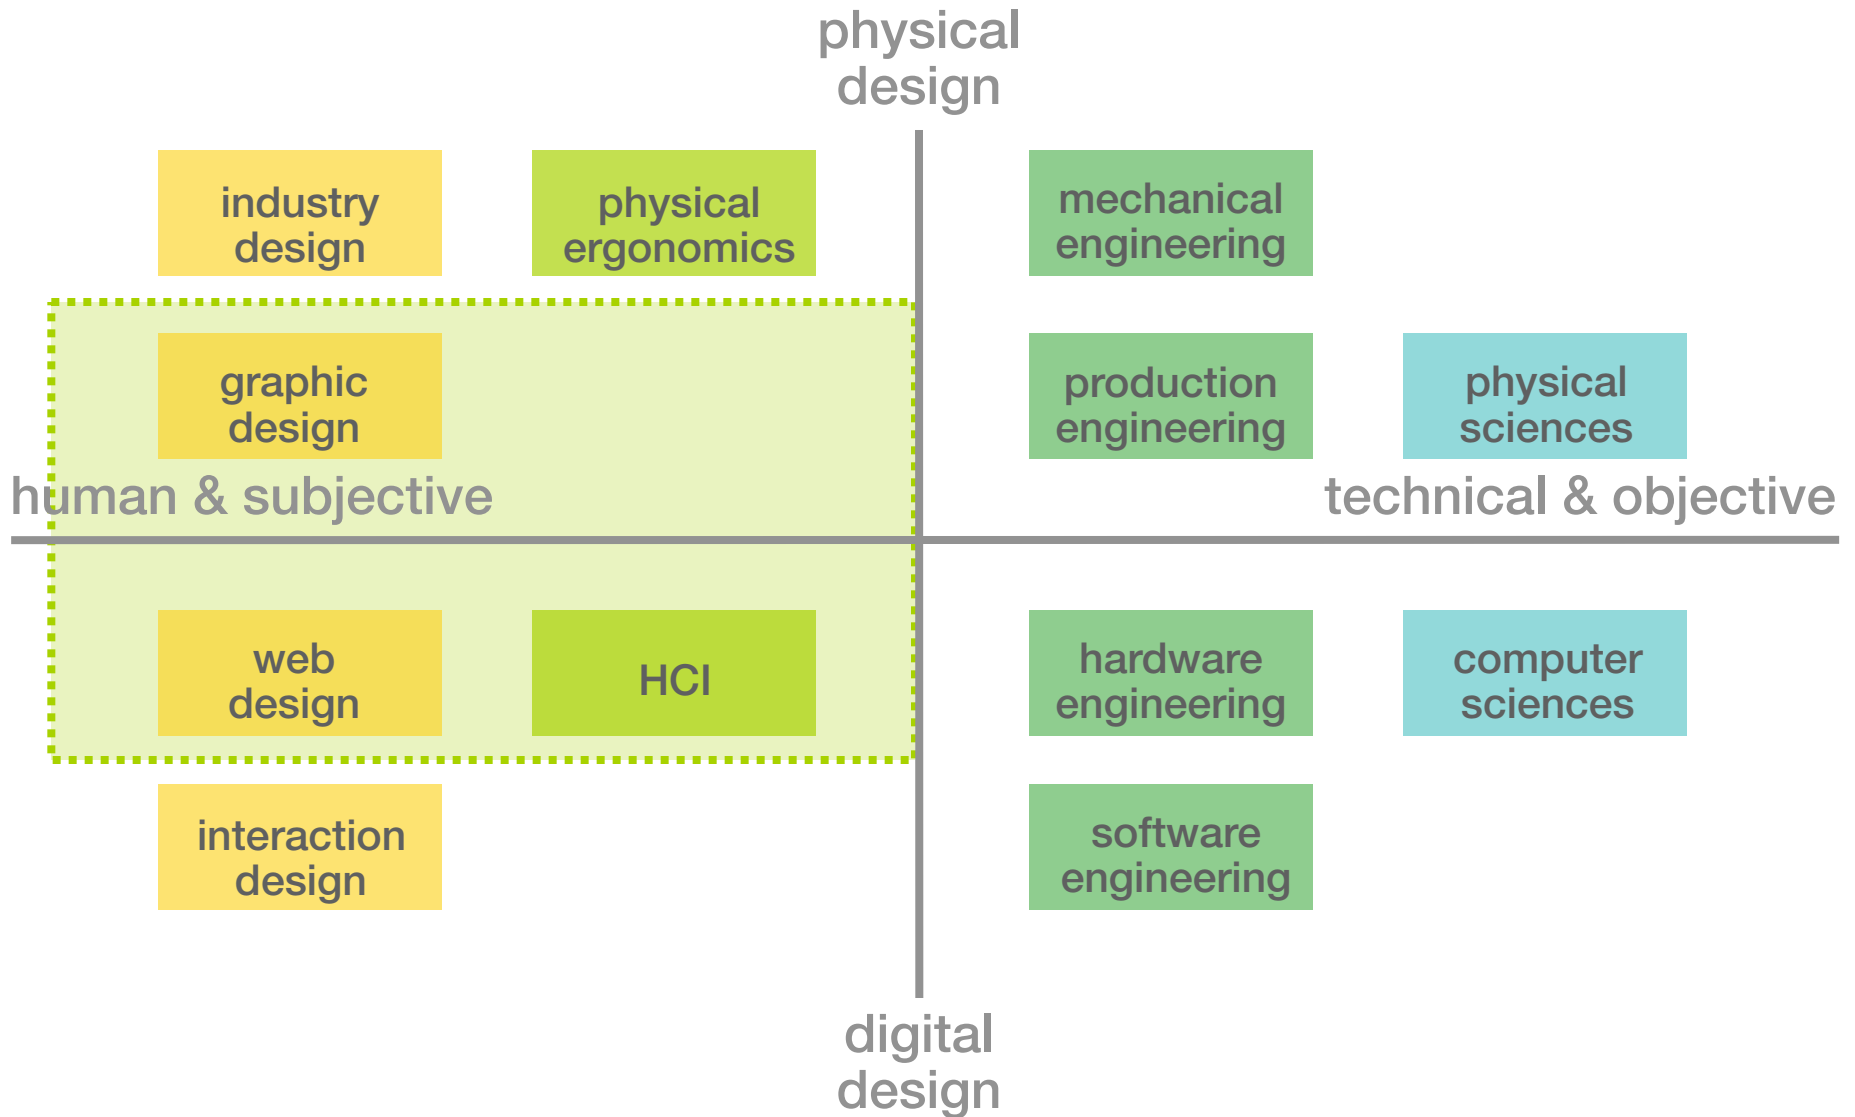 physical
design
industry
design
physical
ergonomics
mechanical
engineering
graphic
design
production
engineering
physical
sciences
human & subjective
technical & objective
web
design
HCI
hardware
engineering
computer
sciences
interaction
design
software
engineering
digital
design